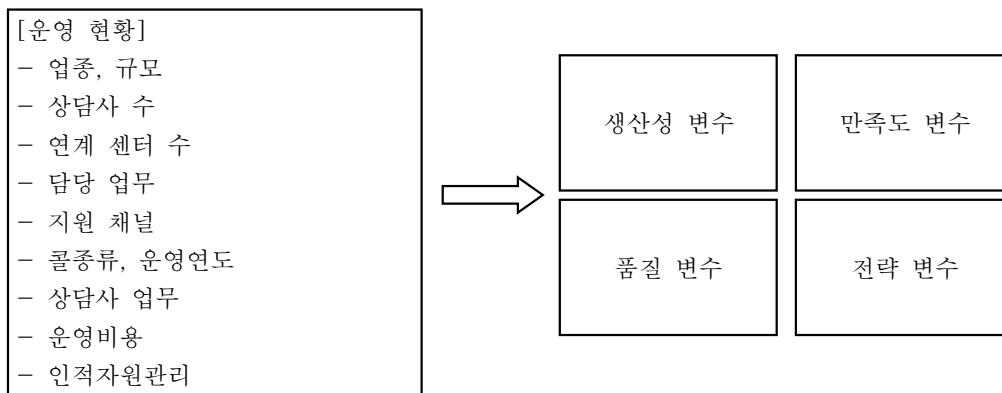 [운영 현황]
- 업종, 규모
- 상담사 수
- 연계 센터 수
- 담당 업무
- 지원 채널
- 콜종류, 운영연도
- 상담사 업무
- 운영비용
- 인적자원관리
생산성 변수
만족도 변수
품질 변수
전략 변수